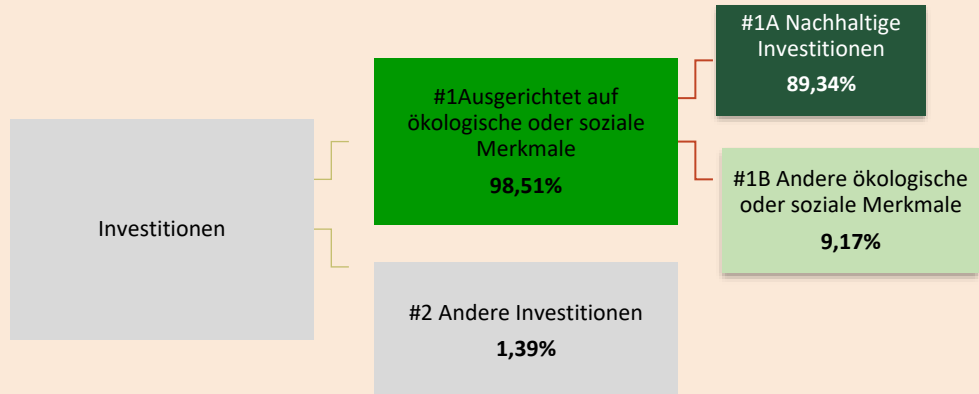 Investitionen
#1Ausgerichtet auf
ökologische oder soziale
Merkmale
98,51%
#2 Andere Investitionen
1,39%
#1A Nachhaltige
Investitionen
89,34%
#1B Andere ökologische
oder soziale Merkmale
9,17%